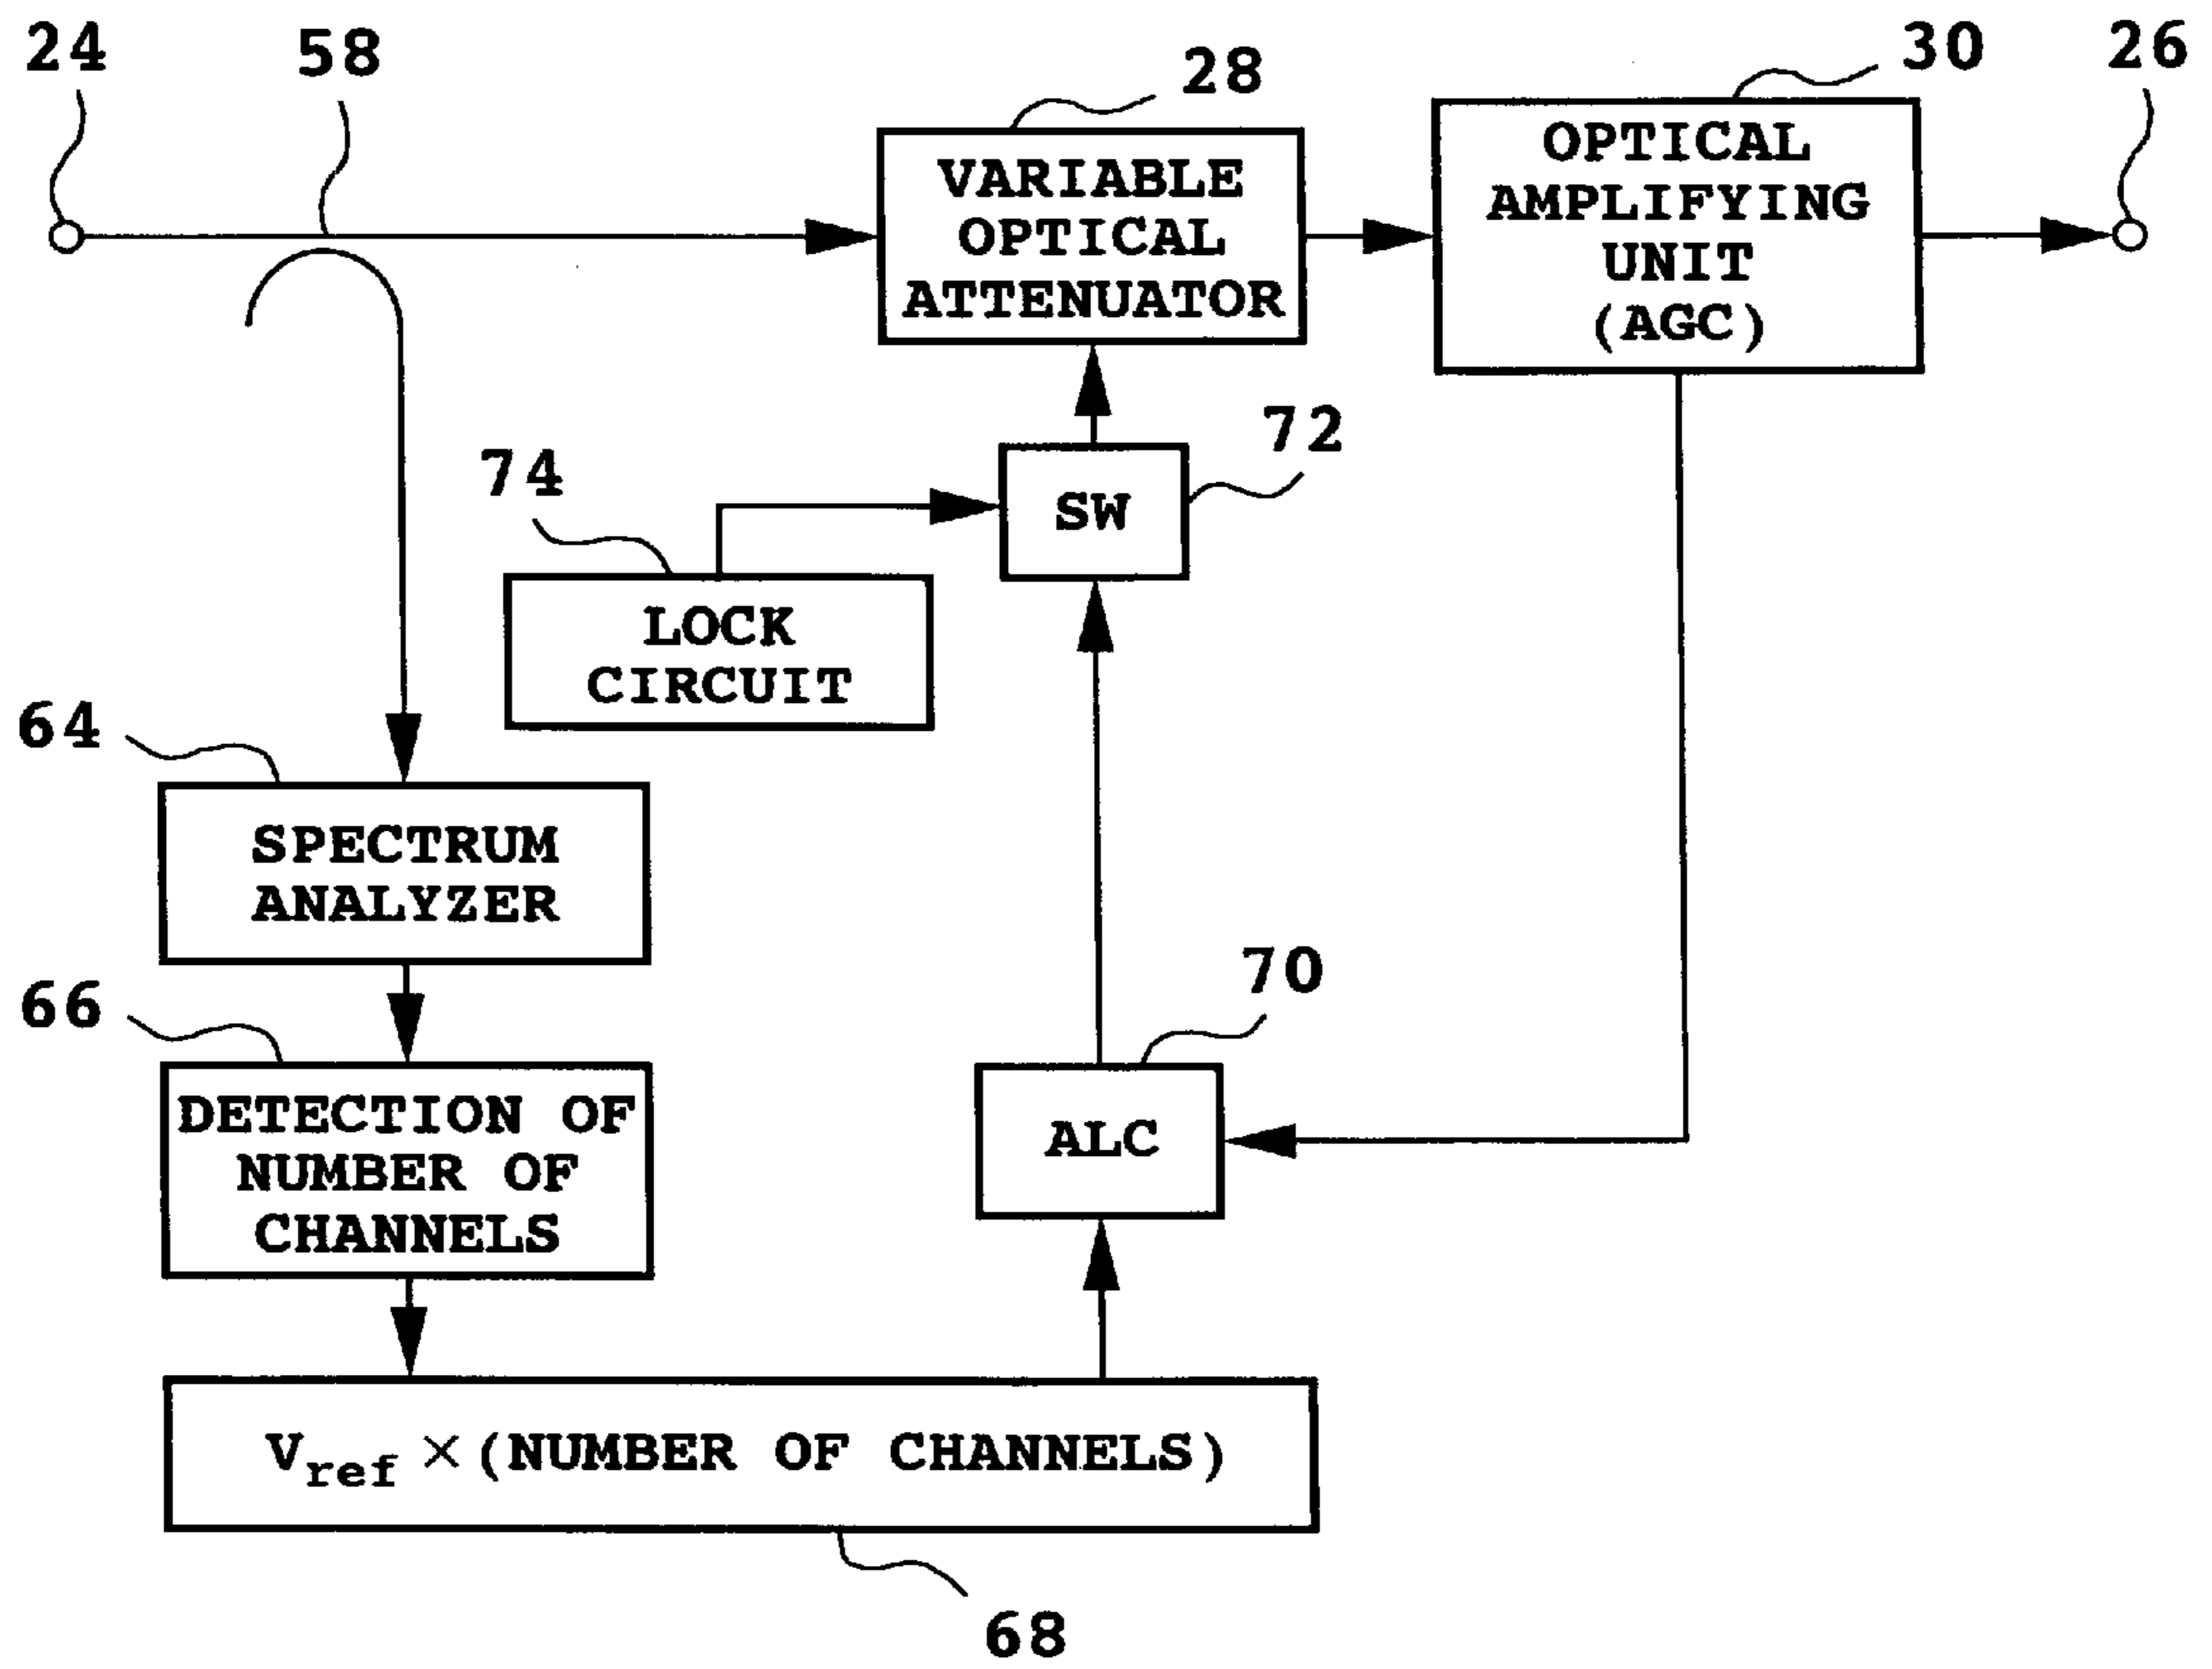 24
58
28
30
26
VARIABLE
OPTICAL
ATTENUATOR
OPTICAL
AMPLIFYING
UNIT
(AGC)
72
74
SW
LOCK
CIRCUIT
64
SPECTRUM
ANALYZER
70
66
DETECTION OF
NUMBER OF
CHANNELS
ALC
Vref × (NUMBER OF CHANNELS)
68